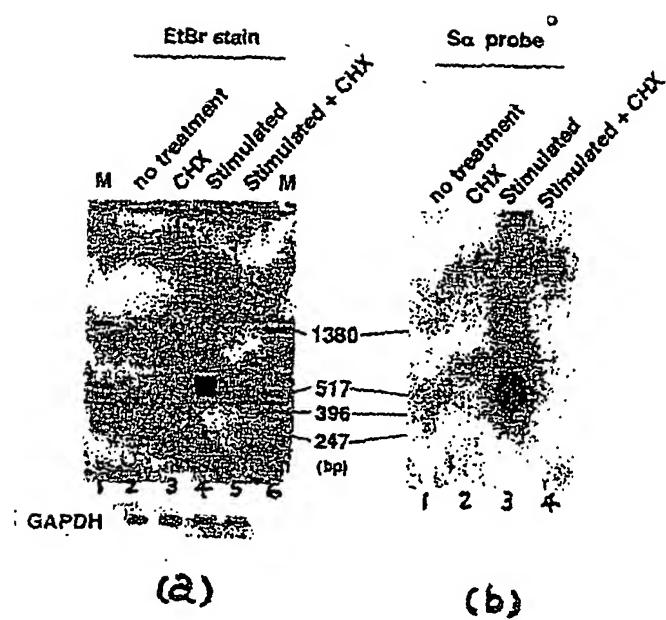 EtBr stain
Sα probe
M no treatment CHX Stimulated Stimulated + CHX M
no treatment CHX Stimulated Stimulated + CHX
1380
517
396
247
(bp)
1 2 3 4 5 6
1 2 3 4
GAPDH
(a)
(b)